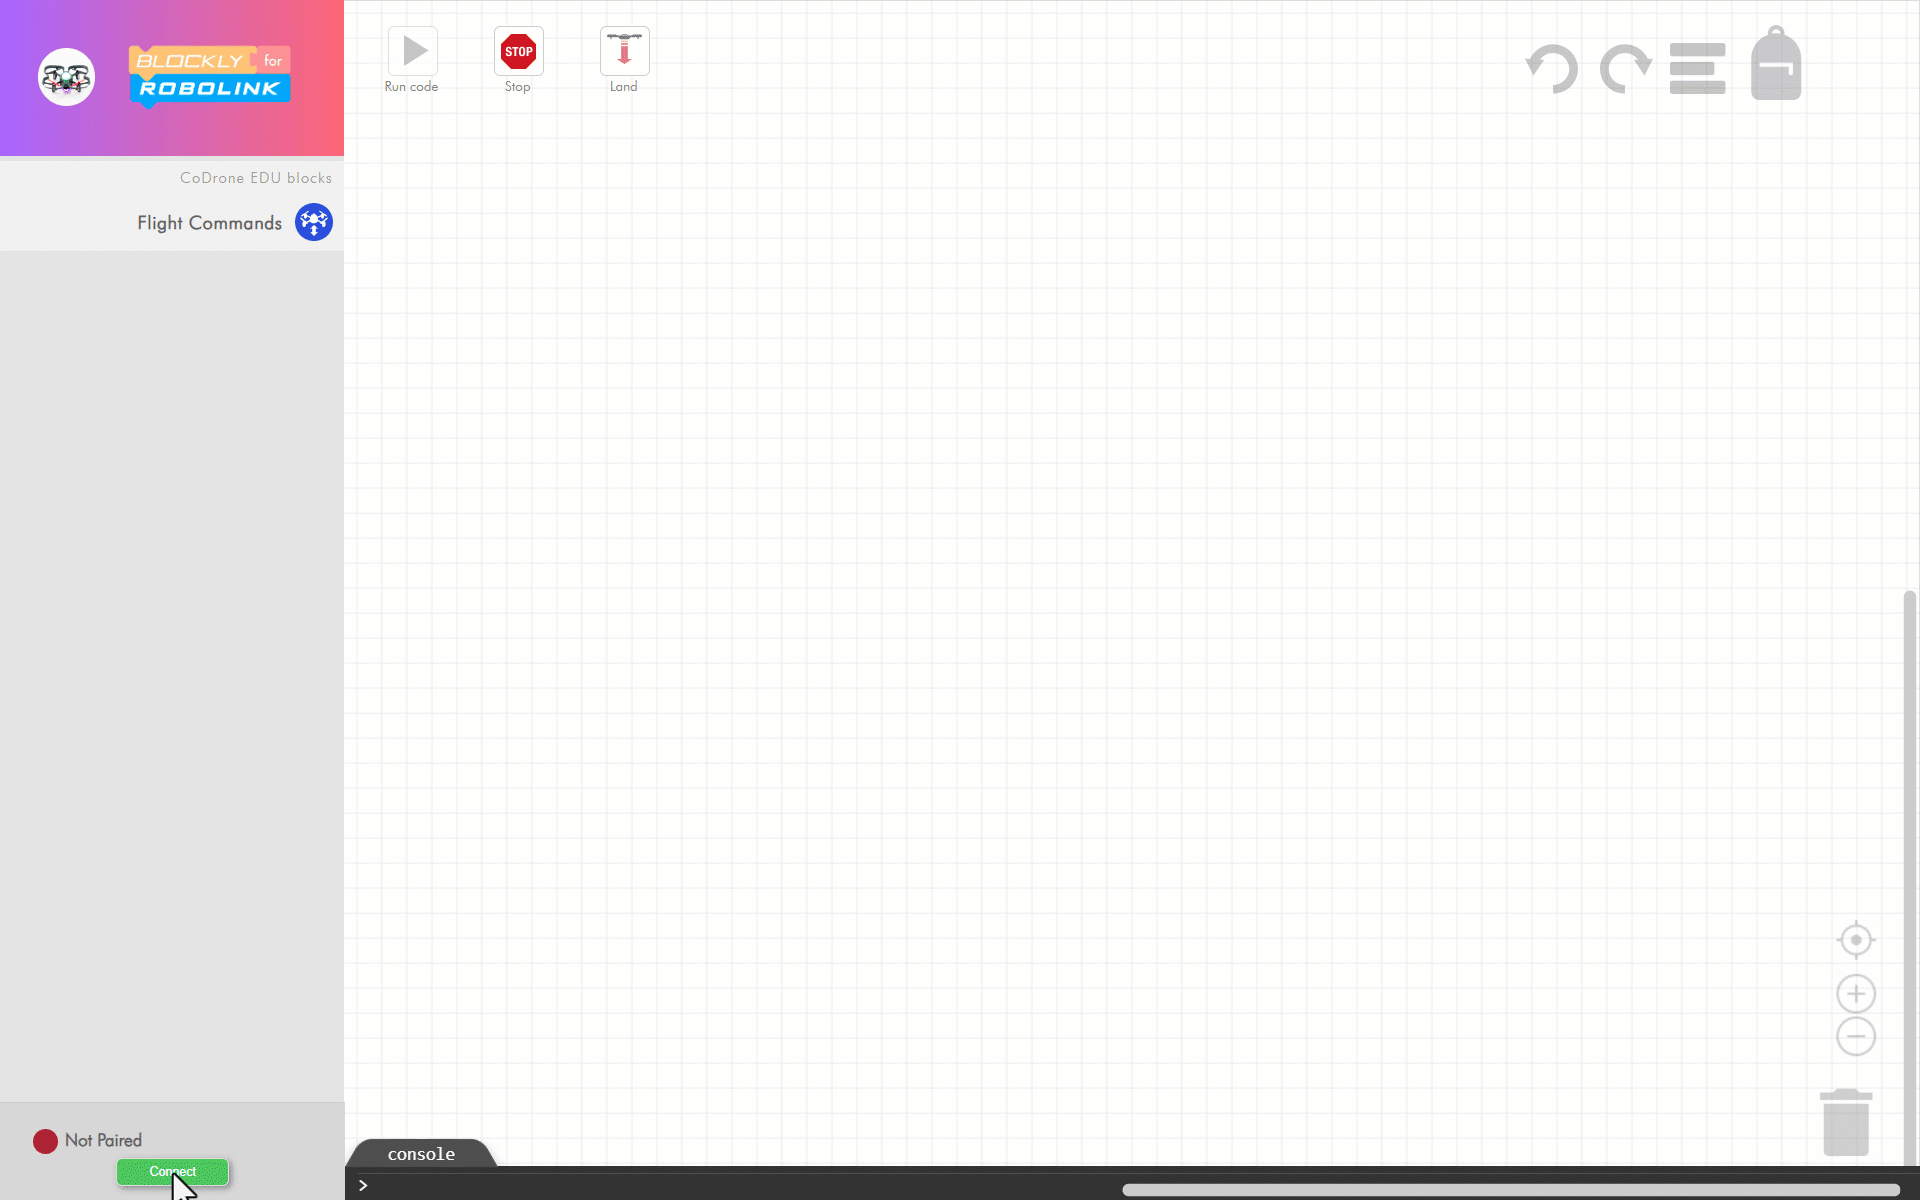 BLOCKLY for
ROBOLINK
Run code
STOP
Stop
Land
CoDrone EDU blocks
Flight Commands
Not Paired
Connect
console
>